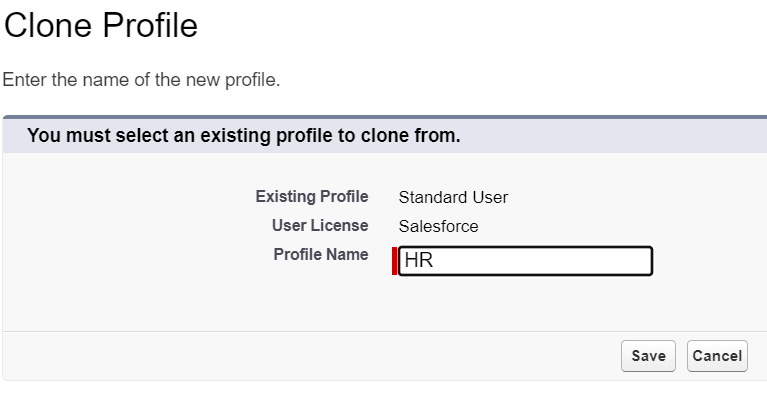 Clone Profile
Enter the name of the new profile.
You must select an existing profile to clone from.
Existing Profile Standard User
User License Salesforce
Profile Name HR
Save Cancel